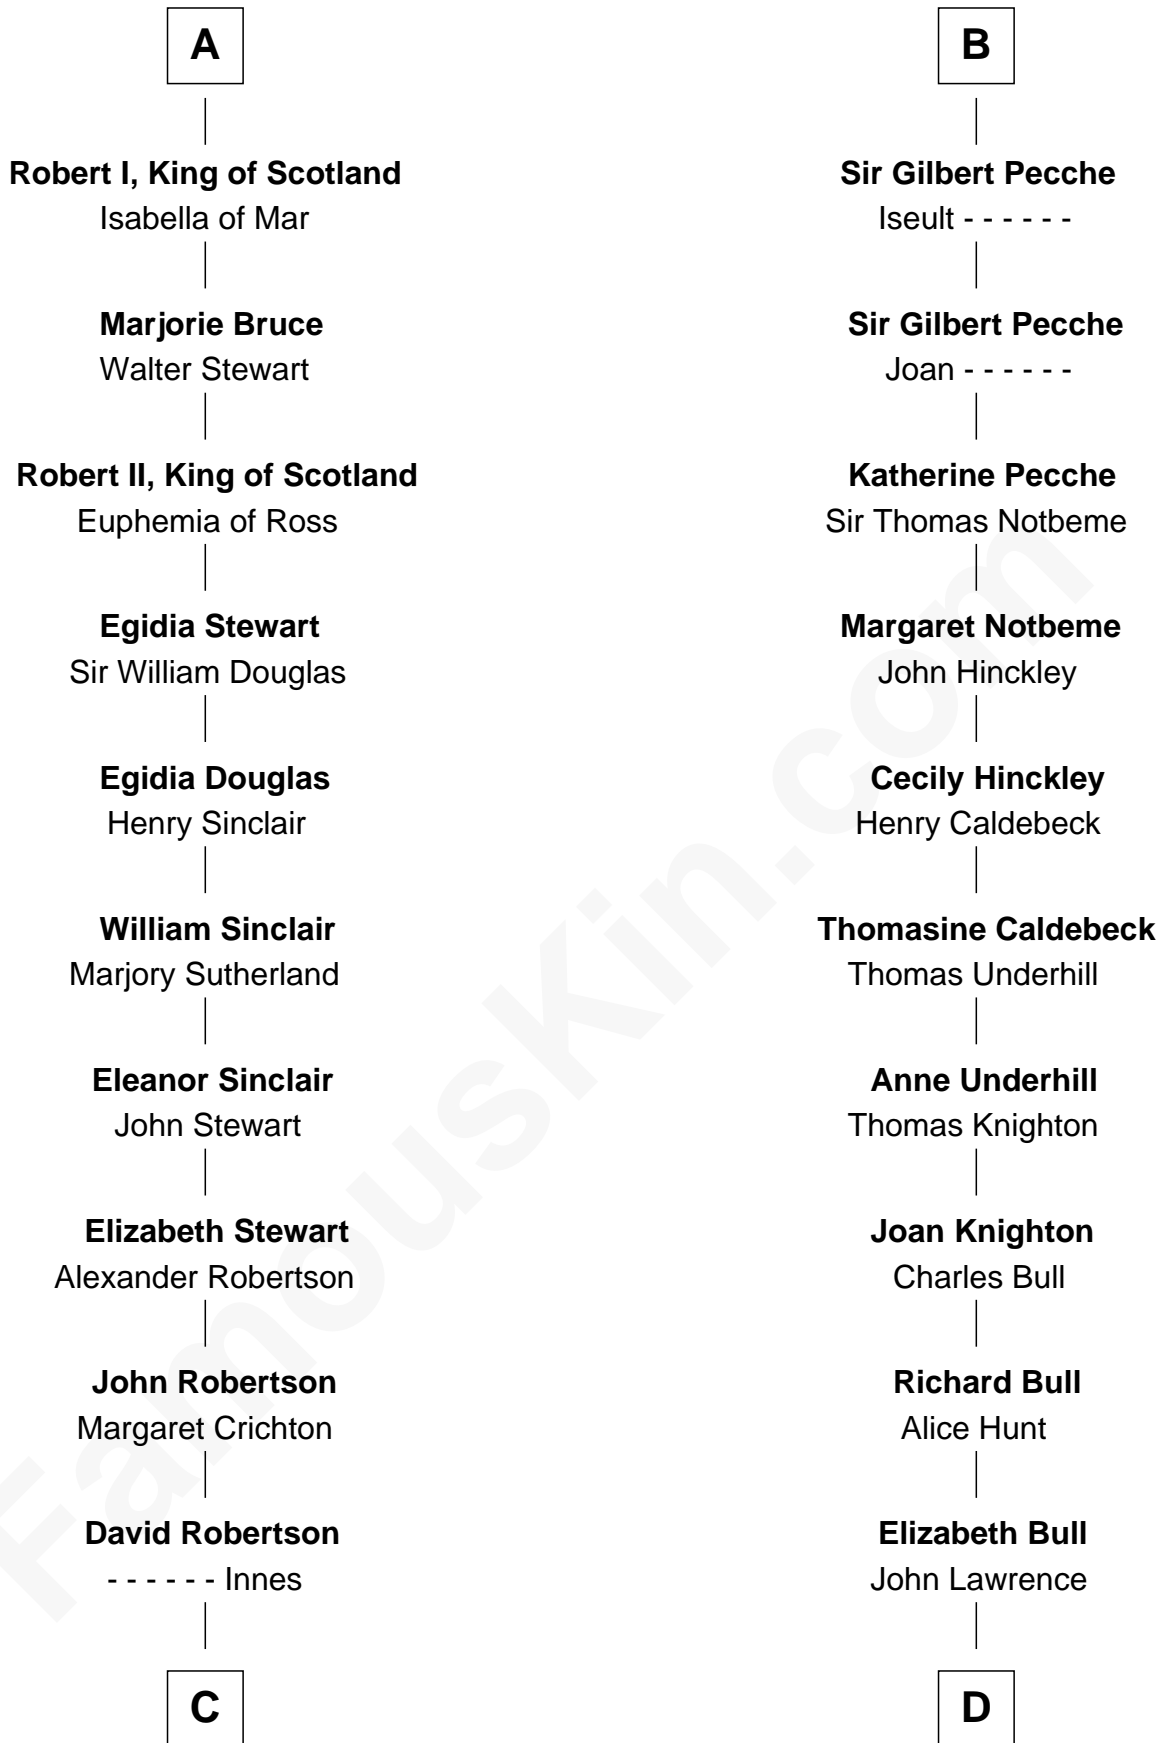 A
Robert I, King of Scotland
Isabella of Mar
Marjorie Bruce
Walter Stewart
Robert II, King of Scotland
Euphemia of Ross
Egidia Stewart
Sir William Douglas
Egidia Douglas
Henry Sinclair
William Sinclair
Marjory Sutherland
Eleanor Sinclair
John Stewart
Elizabeth Stewart
Alexander Robertson
John Robertson
Margaret Crichton
David Robertson
- - - - - - Innes
C
B
Sir Gilbert Pecche
Iseult - - - - - -
Sir Gilbert Pecche
Joan - - - - - -
Katherine Pecche
Sir Thomas Notbeme
Margaret Notbeme
John Hinckley
Cecily Hinckley
Henry Caldebeck
Thomasine Caldebeck
Thomas Underhill
Anne Underhill
Thomas Knighton
Joan Knighton
Charles Bull
Richard Bull
Alice Hunt
Elizabeth Bull
John Lawrence
D
FamousKin.com